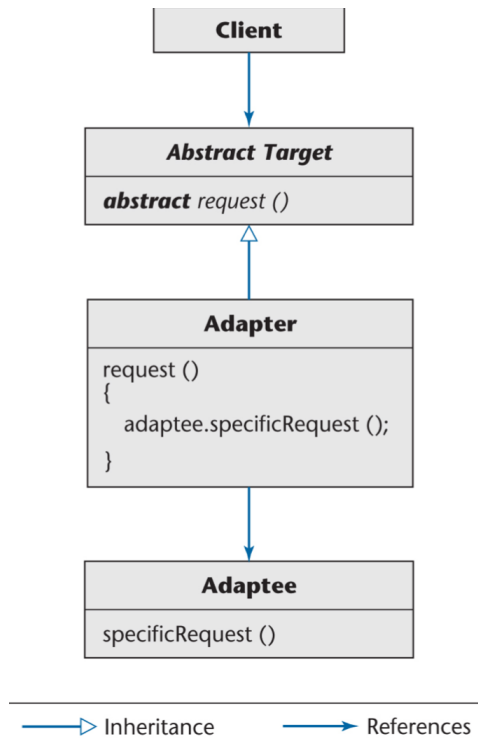 Client
Abstract Target
abstract request ()
Adapter
request ()
{
adaptee.specificRequest ();
}
Adaptee
specificRequest ()
Inheritance
References